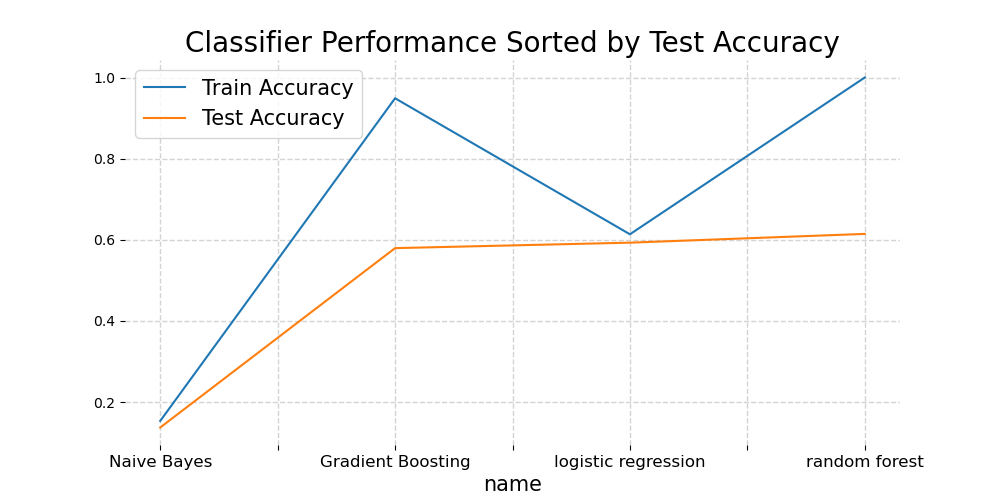 Classifier Performance Sorted by Test Accuracy
Train Accuracy
Test Accuracy
1.0
0.8
0.6
0.4
0.2
Naive Bayes
Gradient Boosting
logistic regression
random forest
name